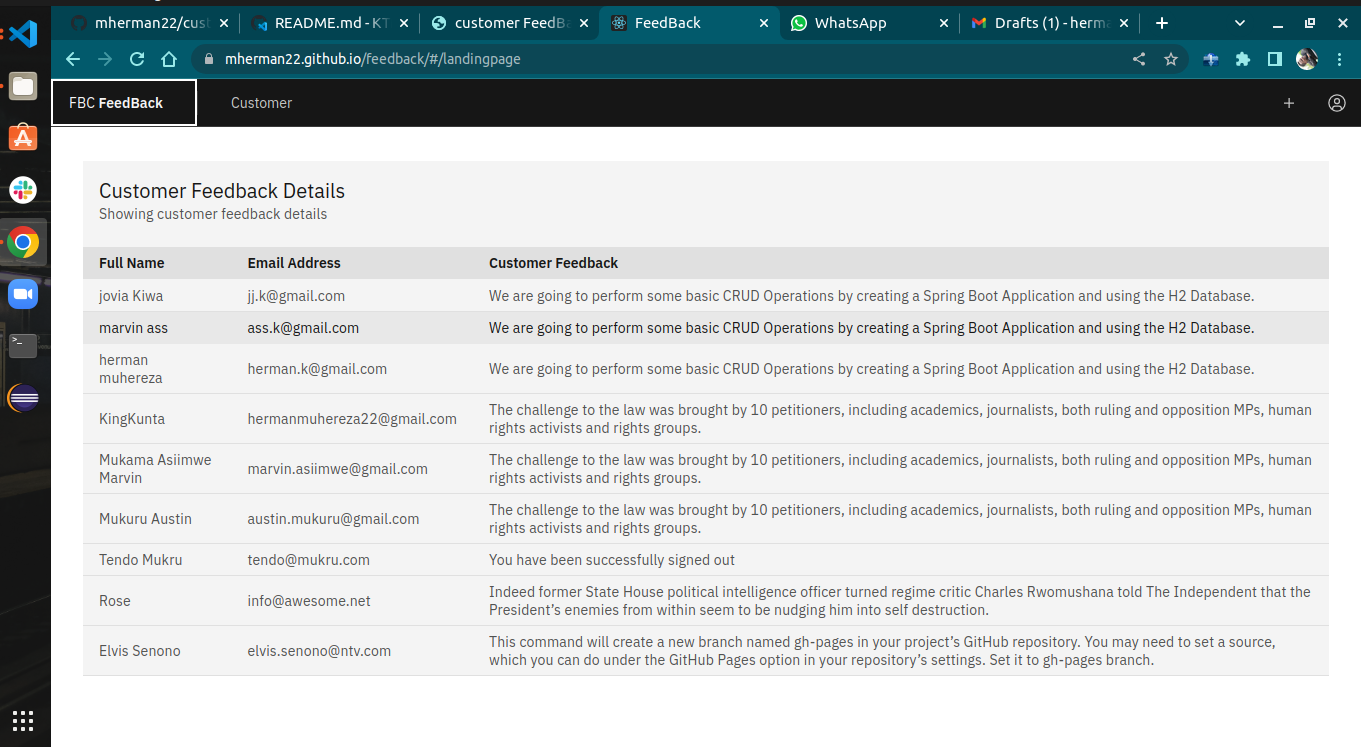 mherman22/cust
README.md - KT
customer FeedBa
FeedBack
WhatsApp
Drafts (1) - herma
mherman22.github.io/feedback/#/landingpage
FBC FeedBack
Customer
Customer Feedback Details
Showing customer feedback details
Full Name Email Address Customer Feedback
jovia Kiwa jj.k@gmail.com We are going to perform some basic CRUD Operations by creating a Spring Boot Application and using the H2 Database.
marvin ass ass.k@gmail.com We are going to perform some basic CRUD Operations by creating a Spring Boot Application and using the H2 Database.
herman
muhereza
herman.k@gmail.com We are going to perform some basic CRUD Operations by creating a Spring Boot Application and using the H2 Database.
KingKunta hermanmuhereza22@gmail.com
The challenge to the law was brought by 10 petitioners, including academics, journalists, both ruling and opposition MPs, human
rights activists and rights groups.
Mukama Asiimwe
Marvin
marvin.asiimwe@gmail.com
The challenge to the law was brought by 10 petitioners, including academics, journalists, both ruling and opposition MPs, human
rights activists and rights groups.
Mukuru Austin austin.mukuru@gmail.com
The challenge to the law was brought by 10 petitioners, including academics, journalists, both ruling and opposition MPs, human
rights activists and rights groups.
Tendo Mukru tendo@mukru.com You have been successfully signed out
Rose info@awesome.net
Indeed former State House political intelligence officer turned regime critic Charles Rwomushana told The Independent that the
President’s enemies from within seem to be nudging him into self destruction.
Elvis Senono elvis.senono@ntv.com
This command will create a new branch named gh-pages in your project’s GitHub repository. You may need to set a source,
which you can do under the GitHub Pages option in your repository’s settings. Set it to gh-pages branch.